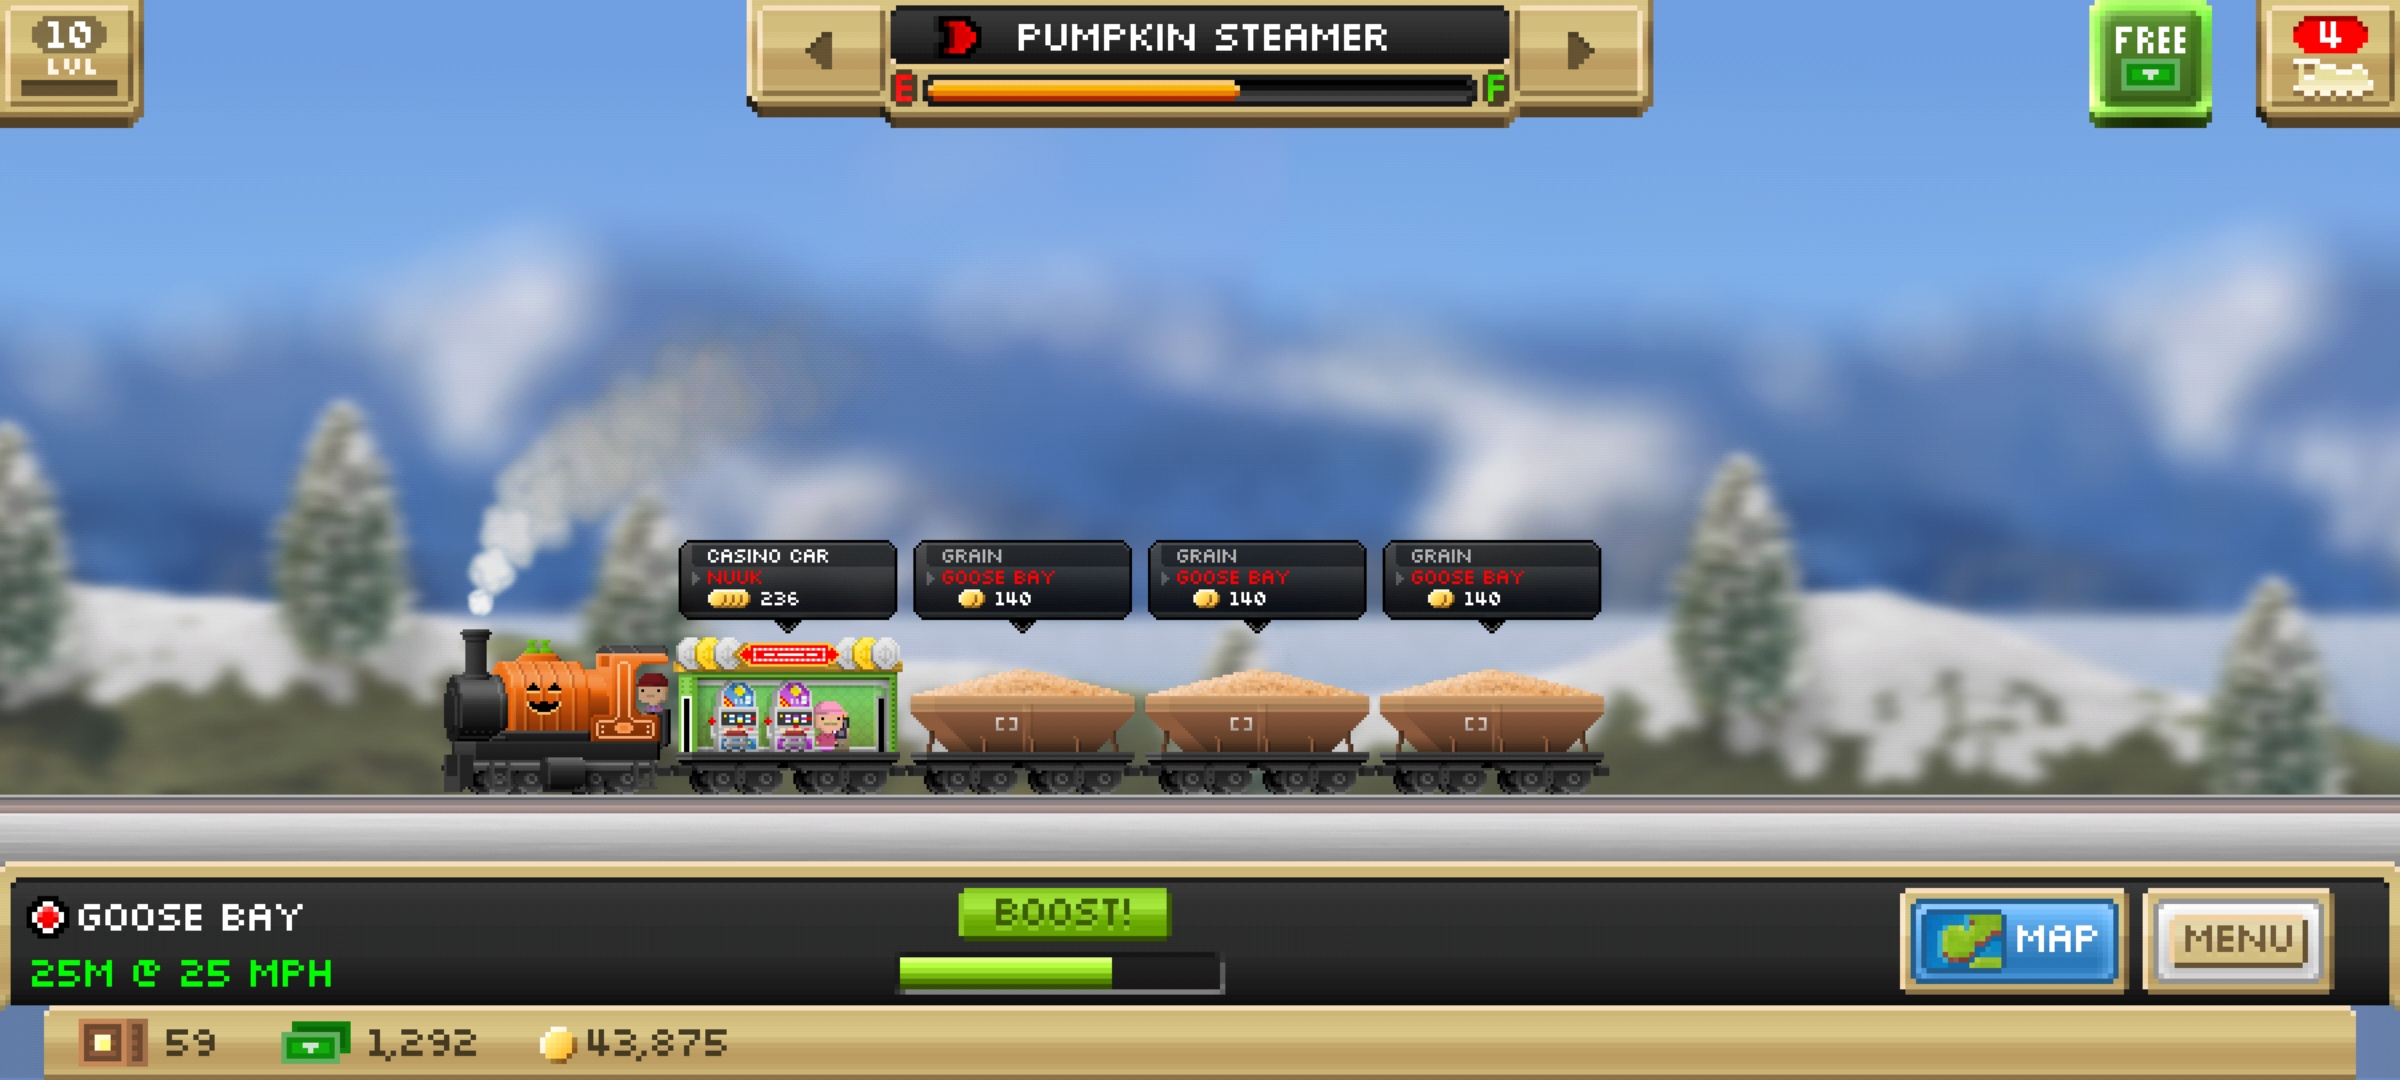 10
LVL
PUMPKIN STEAMER
E F
FREE
4
CASINO CAR
NUUK
236
GRAIN
GOOSE BAY
140
GRAIN
GOOSE BAY
140
GRAIN
GOOSE BAY
140
GOOSE BAY
25M @ 25 MPH
BOOST!
MAP
MENU
59
1,292
43,875